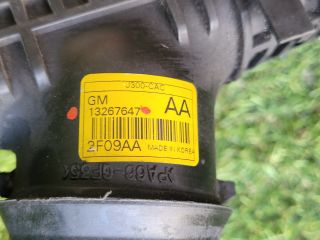 J300-CAC
GM
13267647
AA
2F09AA
MADE IN KOREA